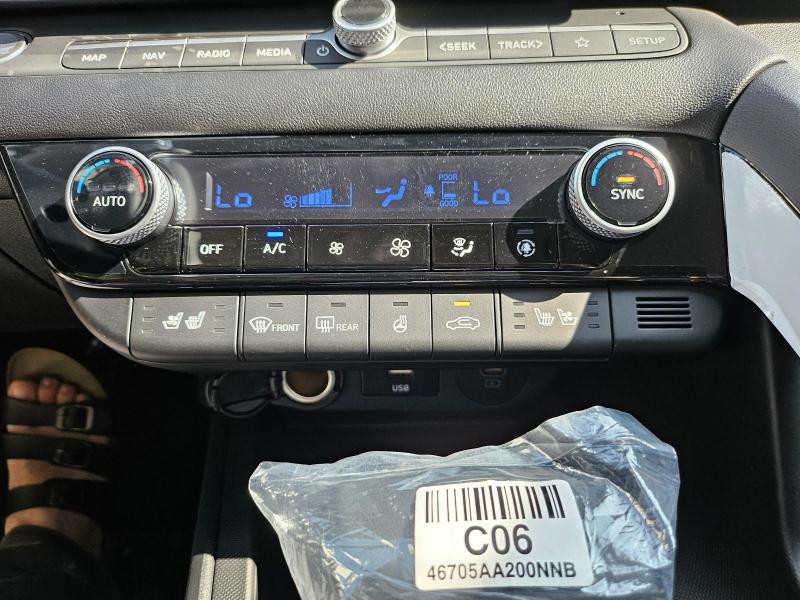 MAP NAV RADIO MEDIA <SEEK TRACK> SETUP
AUTO Lo POOR GOOD Lo SYNC
OFF A/C
FRONT REAR
USB
C06
46705AA200NNB